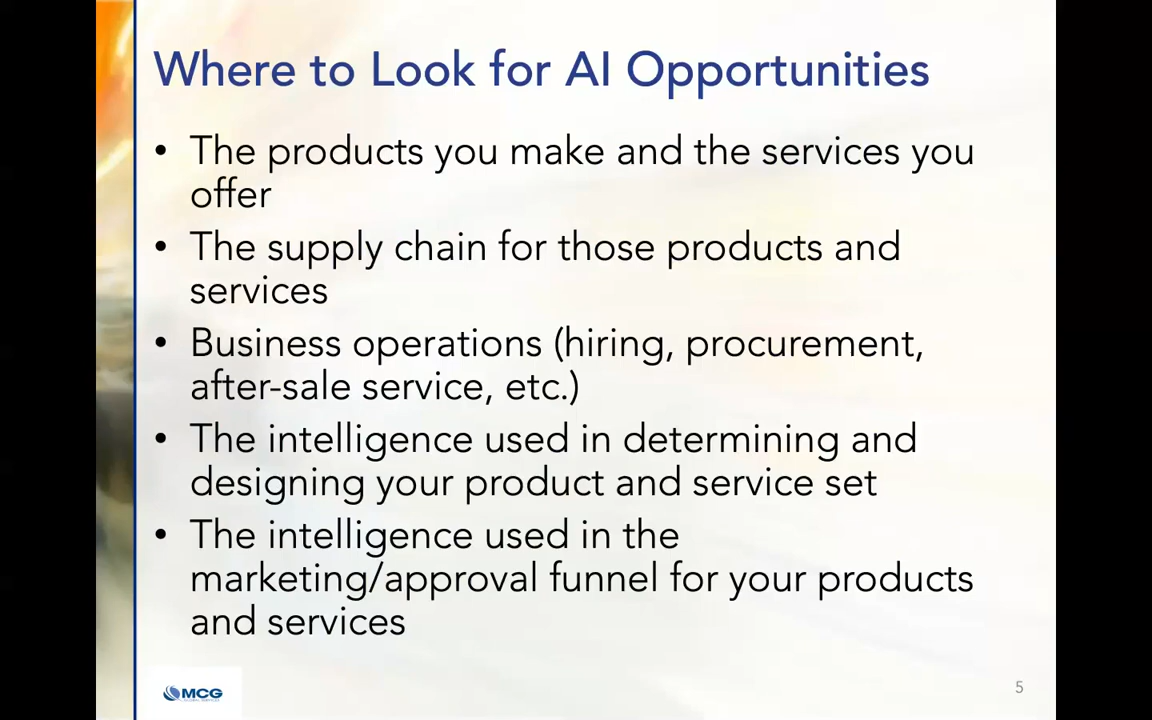 Where to Look for AI Opportunities
• The products you make and the services you
offer
• The supply chain for those products and
services
• Business operations (hiring, procurement,
after-sale service, etc.)
• The intelligence used in determining and
designing your product and service set
• The intelligence used in the
marketing/approval funnel for your products
and services
MCG
5